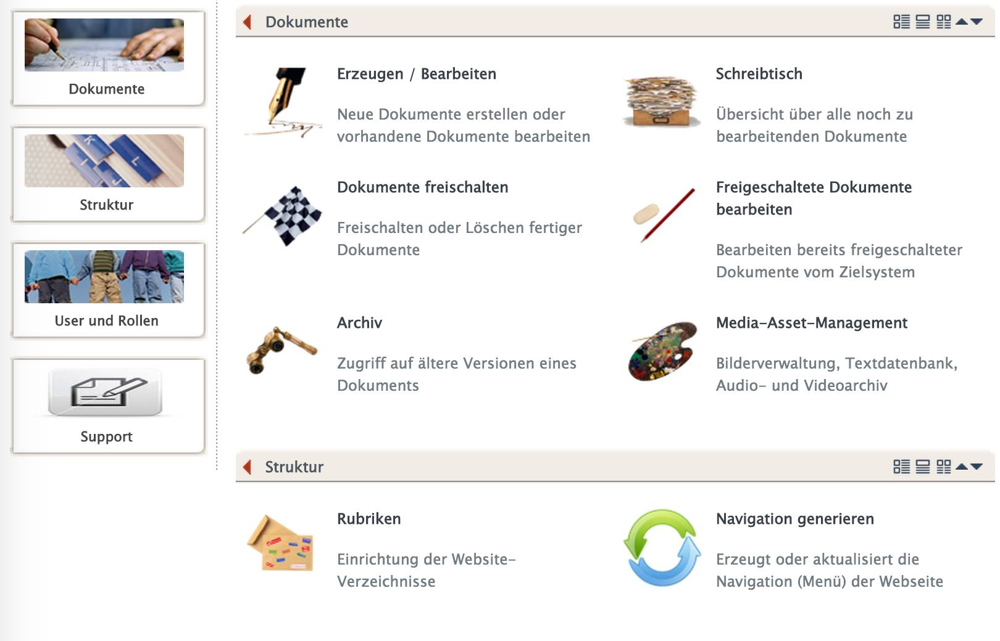 Dokumente
Struktur
User und Rollen
Support
Dokumente
Erzeugen / Bearbeiten
Neue Dokumente erstellen oder
vorhandene Dokumente bearbeiten
Schreibtisch
Übersicht über alle noch zu
bearbeitenden Dokumente
Dokumente freischalten
Freischalten oder Löschen fertiger
Dokumente
Freigeschaltete Dokumente
bearbeiten
Bearbeiten bereits freigeschalteter
Dokumente vom Zielsystem
Archiv
Zugriff auf ältere Versionen eines
Dokuments
Media-Asset-Management
Bilderverwaltung, Textdatenbank,
Audio- und Videoarchiv
Struktur
Rubriken
Einrichtung der Website-
Verzeichnisse
Navigation generieren
Erzeugt oder aktualisiert die
Navigation (Menü) der Webseite